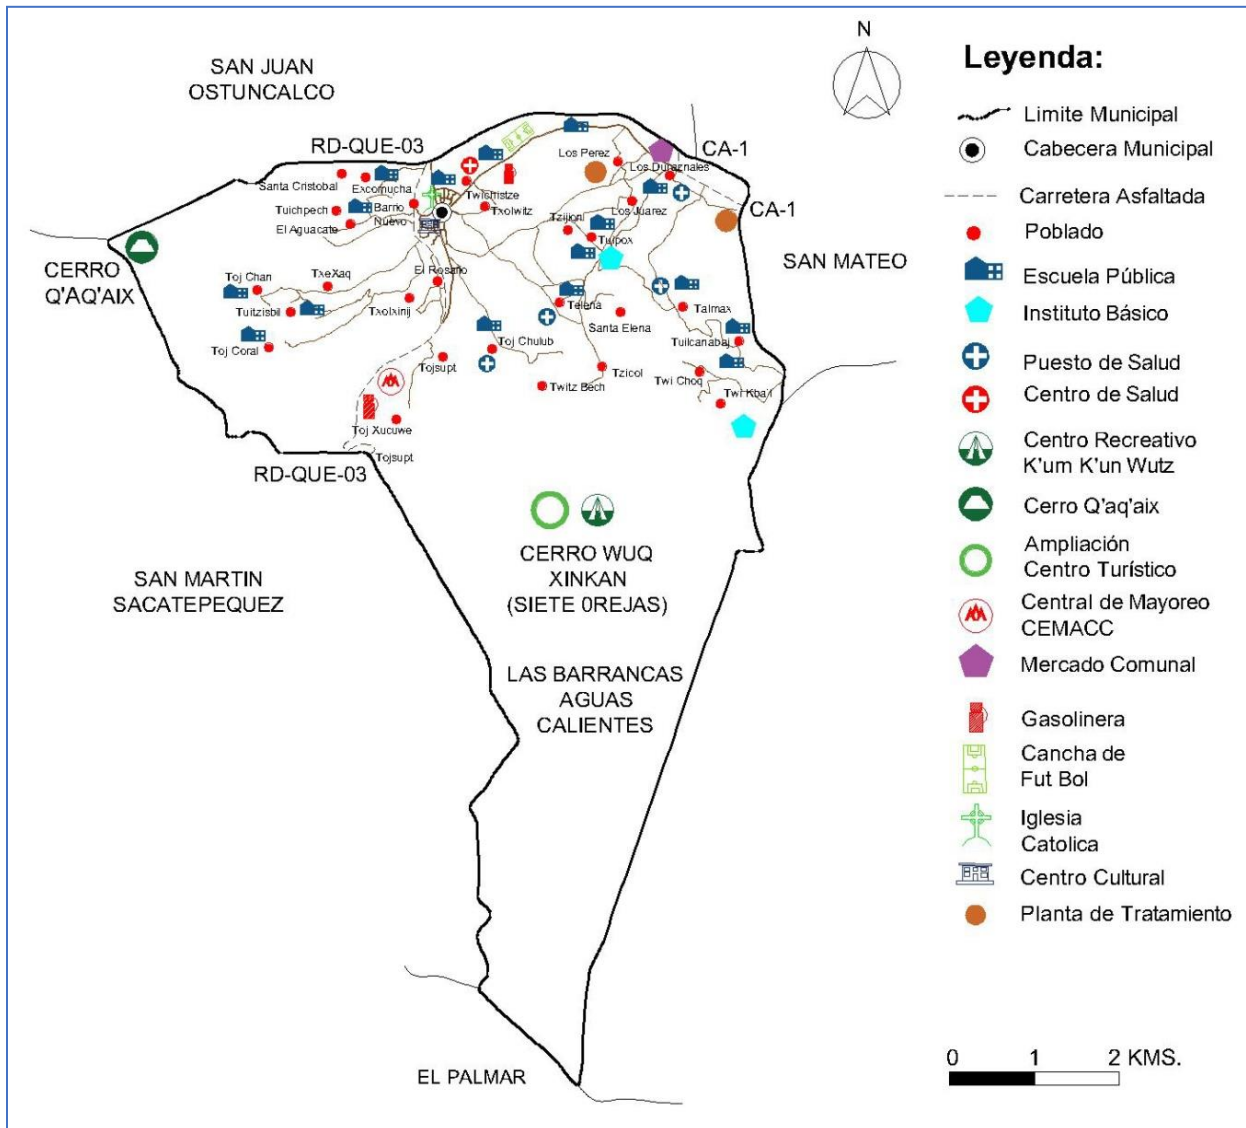 N
SAN JUAN
OSTUNCALCO
RD-QUE-03
CA-1
CA-1
SAN MATEO
CERRO
Q'AQ'AIX
Los Perez
Los Duraznales
Santa Cristobal
Excomucha
Twichistze
Tuichpech
Barrio
Nuevo
Txolwitz
Los Juarez
El Aguacate
Tzijlon
Tuipox
Toj Chan
TxeXaq
El Rosario
Tuitzisbil
Txolxinij
Telena
Santa Elena
Talmax
Toj Coral
Toj Chulub
Tuilcanabaj
Tojsupt
Tzicol
Twi Choq
Twitz Bech
Twi Kba'l
Toj Xucuwe
Tojsupt
RD-QUE-03
SAN MARTIN
SACATEPEQUEZ
CERRO WUQ
XINKAN
(SIETE 0REJAS)
LAS BARRANCAS
AGUAS
CALIENTES
EL PALMAR
Leyenda:
Limite Municipal
Cabecera Municipal
Carretera Asfaltada
Poblado
Escuela Pública
Instituto Básico
Puesto de Salud
Centro de Salud
Centro Recreativo
K'um K'un Wutz
Cerro Q'aq'aix
Ampliación
Centro Turístico
Central de Mayoreo
CEMACC
Mercado Comunal
Gasolinera
Cancha de
Fut Bol
Iglesia
Catolica
Centro Cultural
Planta de Tratamiento
0 1 2 KMS.